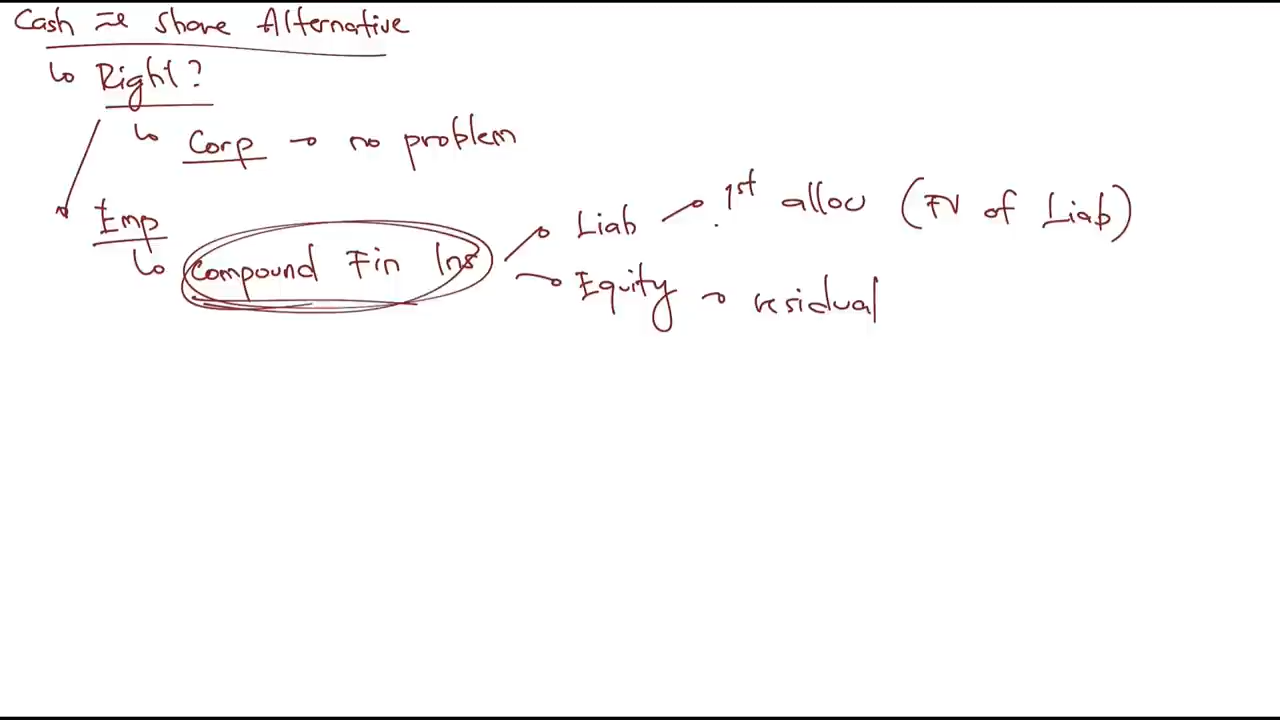 Cash ⇌ Share Alternative
↳ Right?
↳ Corp → no problem
Emp
↳ Compound Fin Ins
Liab → 1st alloc (FV of Liab)
Equity → residual